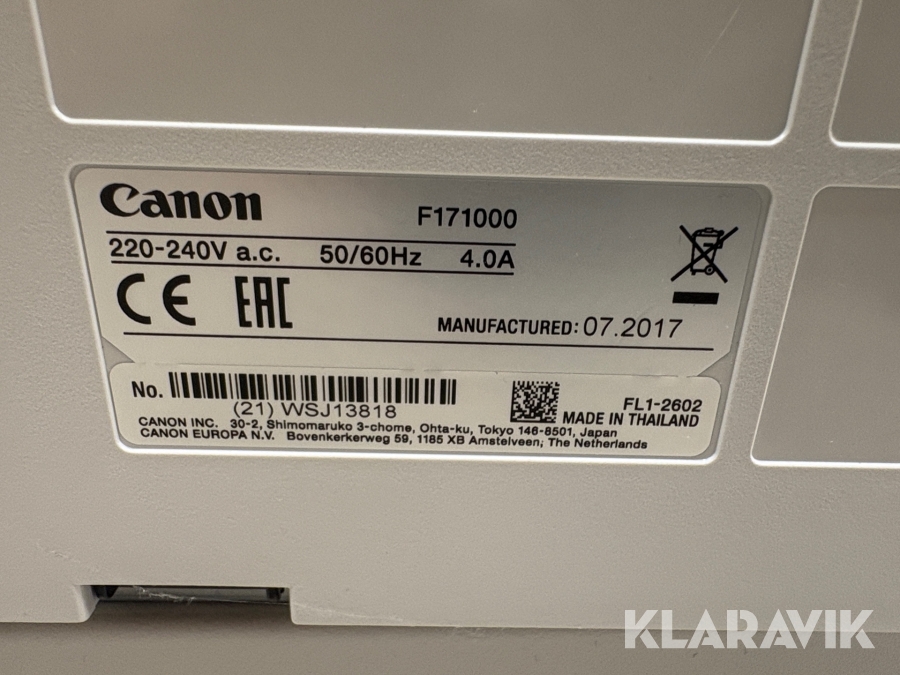 Canon F171000
220-240V a.c. 50/60Hz 4.0A
CE EAC
MANUFACTURED: 07.2017
No.
(21) WSJ13818
FL1-2602
MADE IN THAILAND
CANON INC. 30-2, Shimomaruko 3-chome, Ohta-ku, Tokyo 146-8501, Japan
CANON EUROPA N.V. Bovenkerkerweg 59, 1185 XB Amstelveen, The Netherlands
KLARAVIK